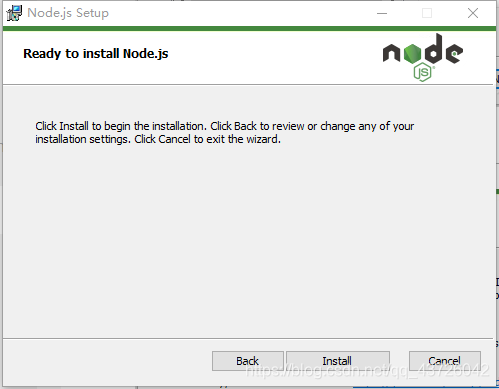 Node.js Setup
Ready to install Node.js
node
JS
Click Install to begin the installation. Click Back to review or change any of your
installation settings. Click Cancel to exit the wizard.
Back
Install
Cancel
https://blog.csdn.net/qq_43726042